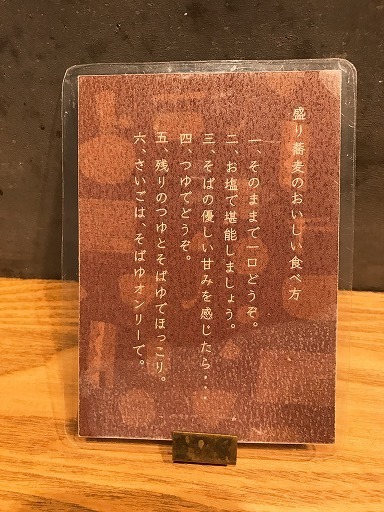 盛り蕎麦のおいしい食べ方
一、そのままで一口どうぞ。
二、お塩で堪能しましょう。
三、そばの優しい甘みを感じたら・・・
四、つゆでどうぞ。
五、残りのつゆとそばゆでほっこり。
六、さいごは、そばゆオンリーで。